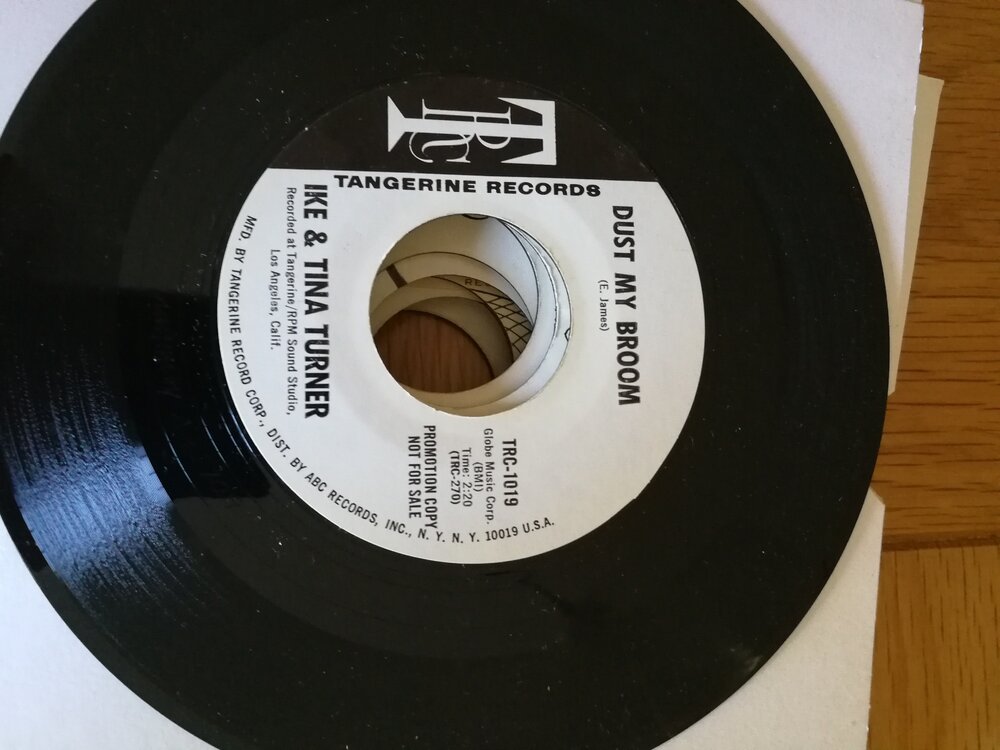 TRC
TANGERINE RECORDS
DUST MY BROOM
(E. James)
TRC-1019
Globe Music Corp.
(BMI)
Time: 2:20
(TRC-270)
PROMOTION COPY
NOT FOR SALE
IKE & TINA TURNER
Recorded at Tangerine/RPM Sound Studio,
Los Angeles, Calif.
MFD. BY TANGERINE RECORD CORP., DIST. BY ABC RECORDS, INC., N. Y. N. Y. 10019 U.S.A.